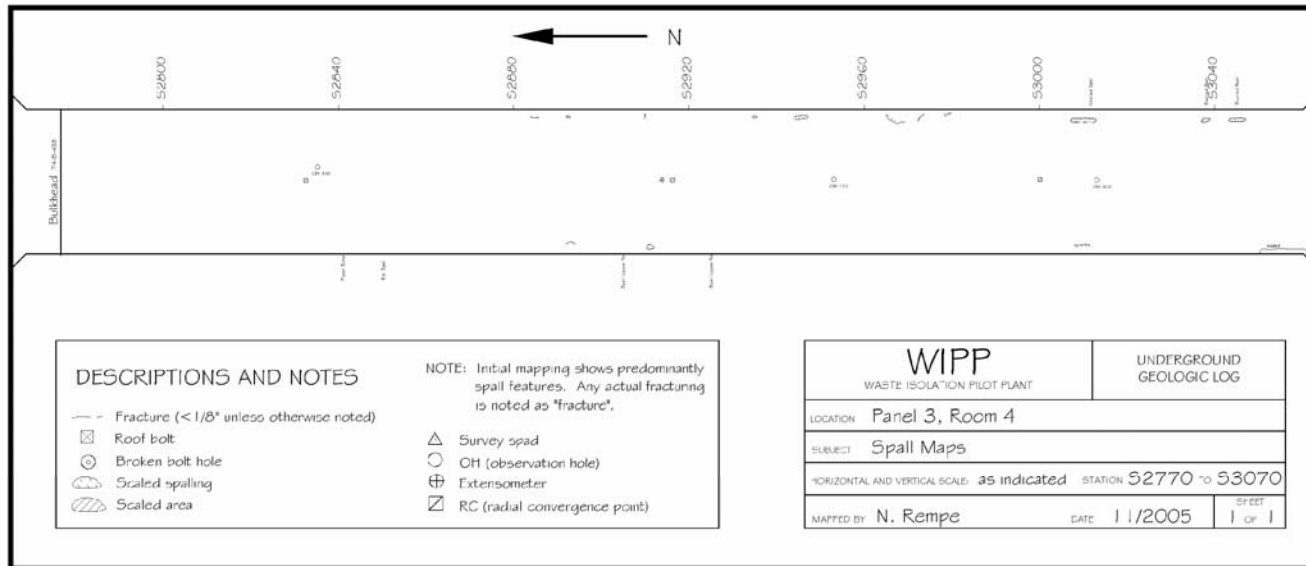 N
S2800
S2840
S2880
S2920
S2960
S3000
S3040
Bulkhead 74-B-488
DESCRIPTIONS AND NOTES
Fracture (<1/8" unless otherwise noted)
Roof bolt
Broken bolt hole
Scaled spalling
Scaled area
NOTE: Initial mapping shows predominantly
spall features. Any actual fracturing
is noted as "fracture".
Survey spad
OH (observation hole)
Extensometer
RC (radial convergence point)
WIPP
WASTE ISOLATION PILOT PLANT
UNDERGROUND
GEOLOGIC LOG
LOCATION Panel 3, Room 4
SUBJECT Spall Maps
HORIZONTAL AND VERTICAL SCALE: as indicated STATION S2770 TO S3070
MAPPED BY N. Rempe DATE 11/2005
SHEET
1 OF 1